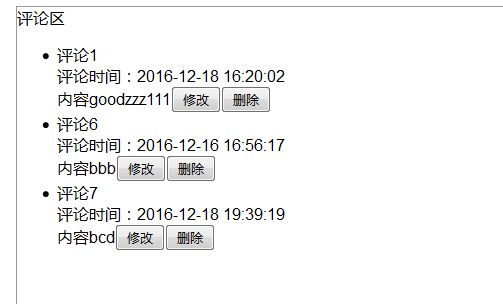 评论区
评论1
评论时间：2016-12-18 16:20:02
内容goodzzz111 修改 删除
评论6
评论时间：2016-12-16 16:56:17
内容bbb 修改 删除
评论7
评论时间：2016-12-18 19:39:19
内容bcd 修改 删除